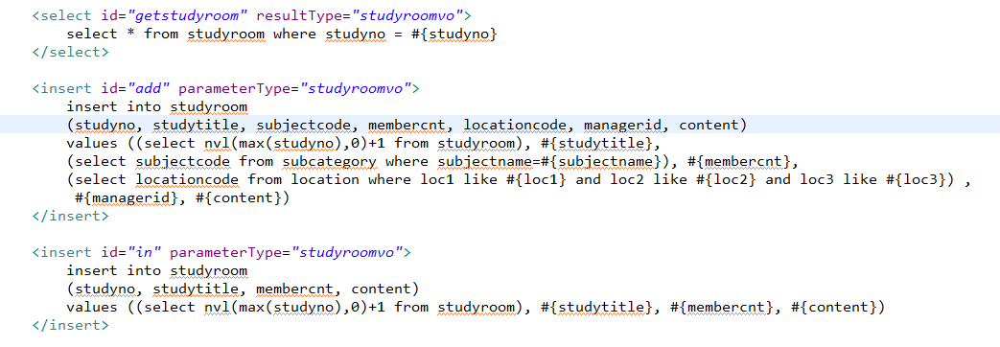 <select id="getstudyroom" resultType="studyroomvo">
select * from studyroom where studyno = #{studyno}
</select>
<insert id="add" parameterType="studyroomvo">
insert into studyroom
(studyno, studytitle, subjectcode, membercnt, locationcode, managerid, content)
values ((select nvl(max(studyno),0)+1 from studyroom), #{studytitle},
(select subjectcode from subcategory where subjectname=#{subjectname}), #{membercnt},
(select locationcode from location where loc1 like #{loc1} and loc2 like #{loc2} and loc3 like #{loc3}) ,
#{managerid}, #{content})
</insert>
<insert id="in" parameterType="studyroomvo">
insert into studyroom
(studyno, studytitle, membercnt, content)
values ((select nvl(max(studyno),0)+1 from studyroom), #{studytitle}, #{membercnt}, #{content})
</insert>